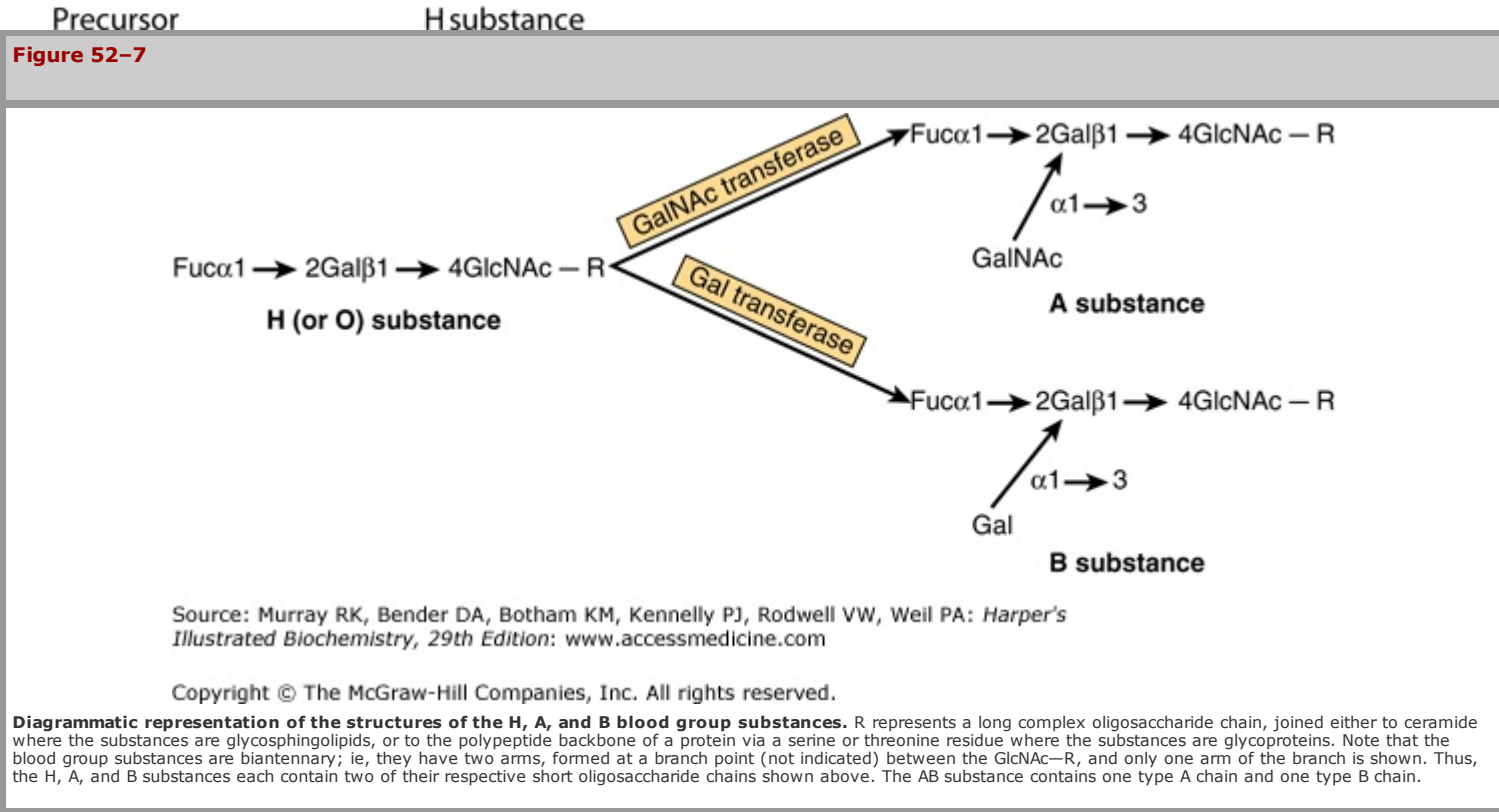 Precursor H substance
Figure 52–7
GalNAc transferase
Fucα1 → 2Galβ1 → 4GlcNAc — R
α1 → 3
GalNAc
A substance
Fucα1 → 2Galβ1 → 4GlcNAc — R
H (or O) substance
Gal transferase
Fucα1 → 2Galβ1 → 4GlcNAc — R
α1 → 3
Gal
B substance
Source: Murray RK, Bender DA, Botham KM, Kennelly PJ, Rodwell VW, Weil PA: Harper's
Illustrated Biochemistry, 29th Edition: www.accessmedicine.com
Copyright © The McGraw-Hill Companies, Inc. All rights reserved.
Diagrammatic representation of the structures of the H, A, and B blood group substances. R represents a long complex oligosaccharide chain, joined either to ceramide
where the substances are glycosphingolipids, or to the polypeptide backbone of a protein via a serine or threonine residue where the substances are glycoproteins. Note that the
blood group substances are biantennary; ie, they have two arms, formed at a branch point (not indicated) between the GlcNAc—R, and only one arm of the branch is shown. Thus,
the H, A, and B substances each contain two of their respective short oligosaccharide chains shown above. The AB substance contains one type A chain and one type B chain.